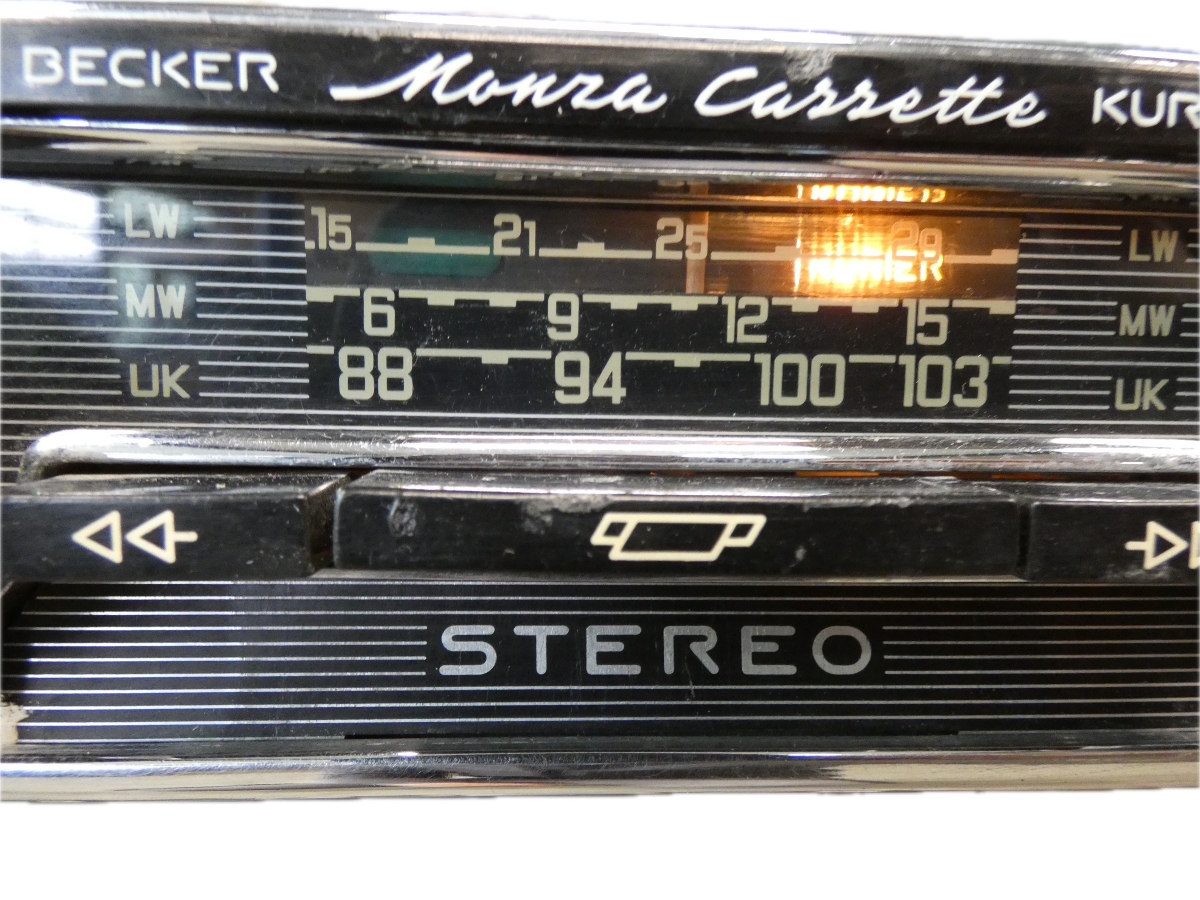 BECKER Monza Cassette KUR
LW .15 21 25 29 LW
MW 6 9 12 15 MW
UK 88 94 100 103 UK
STEREO